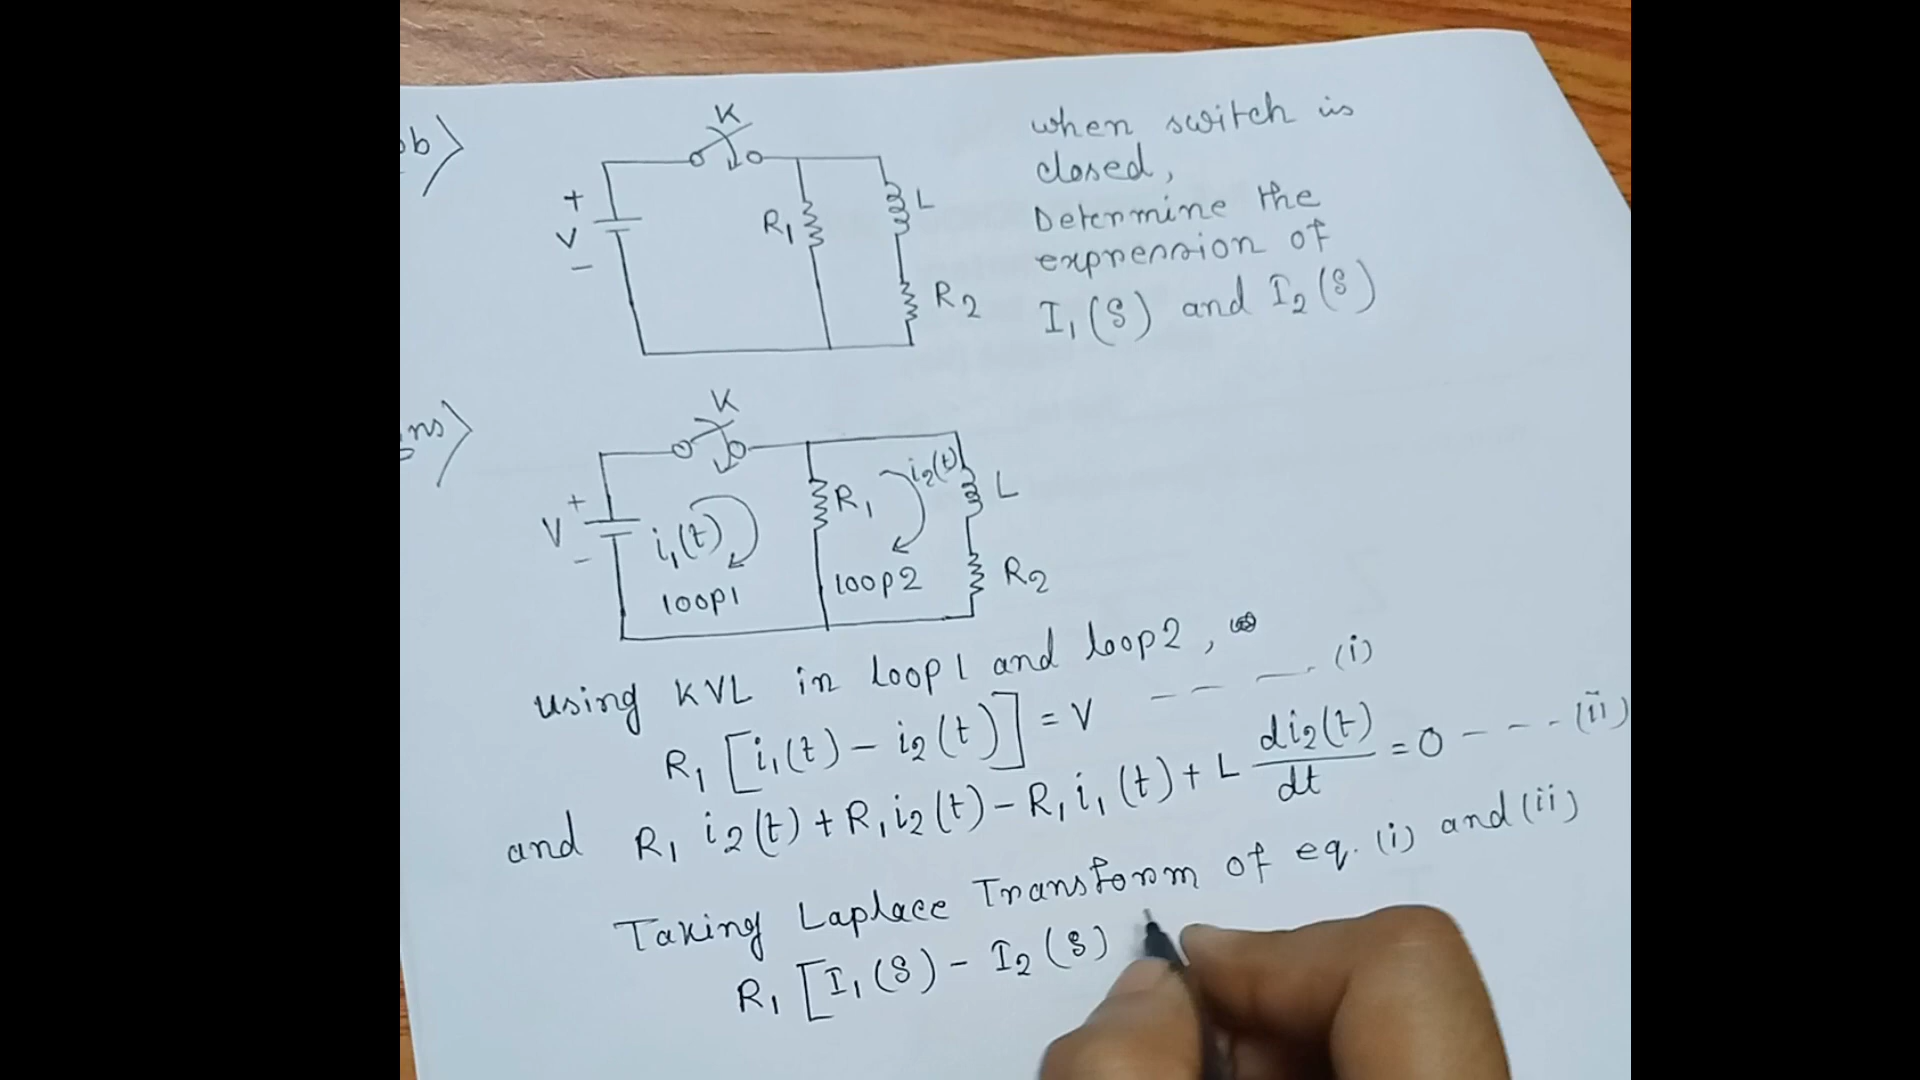 ob)
K
+
V
-
R1
L
R2
when switch is
closed,
Determine the
expression of
I1(S) and I2(S)
ns)
K
+
V
-
i1(t)
loop1
R1
i2(t)
loop2
L
R2
using KVL in loop1 and loop2,
R1 [i1(t) - i2(t)] = V - - - - (i)
and R1 i2(t) + R1 i2(t) - R1 i1(t) + L di2(t)/dt = 0 - - - (ii)
Taking Laplace Transform of eq. (i) and (ii)
R1 [I1(S) - I2(S)